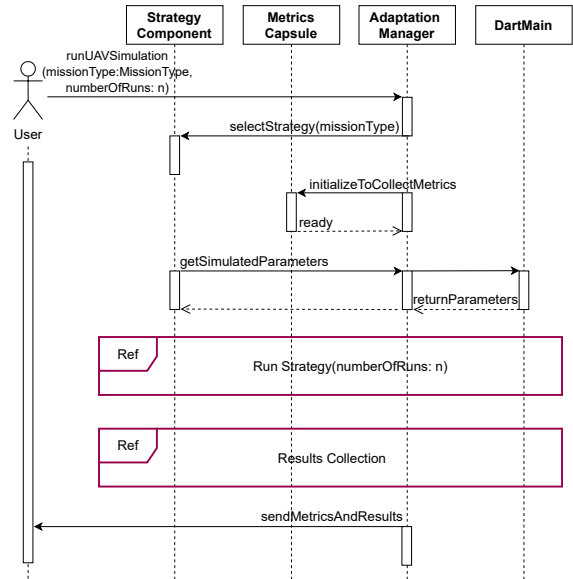 Strategy
Component
Metrics
Capsule
Adaptation
Manager
DartMain
runUAVSimulation
(missionType:MissionType,
numberOfRuns: n)
User
selectStrategy(missionType)
initializeToCollectMetrics
ready
getSimulatedParameters
returnParameters
Ref
Run Strategy(numberOfRuns: n)
Ref
Results Collection
sendMetricsAndResults